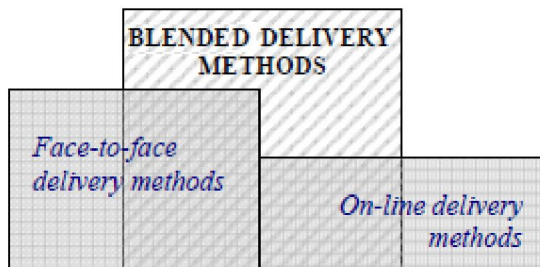 BLENDED DELIVERY
METHODS
Face-to-face
delivery methods
On-line delivery
methods